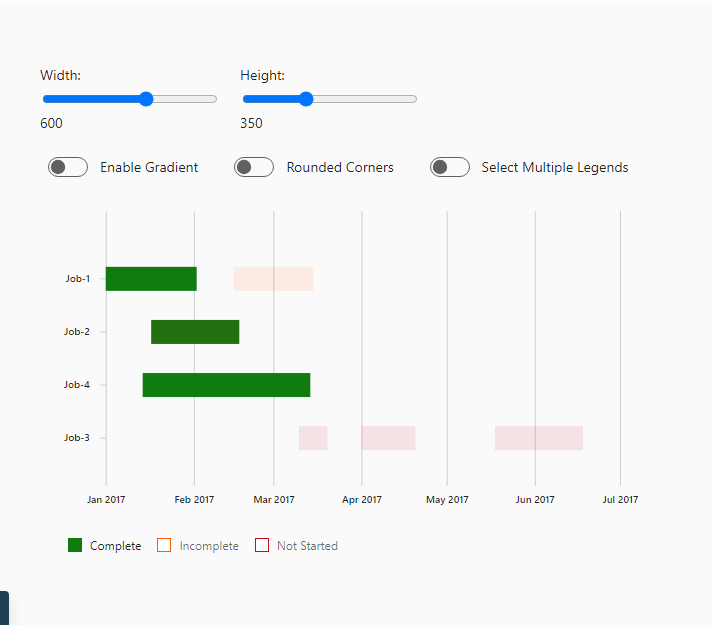 Width: Height:
600 350
Enable Gradient Rounded Corners Select Multiple Legends
Job-1
Job-2
Job-4
Job-3
Jan 2017 Feb 2017 Mar 2017 Apr 2017 May 2017 Jun 2017 Jul 2017
Complete Incomplete Not Started